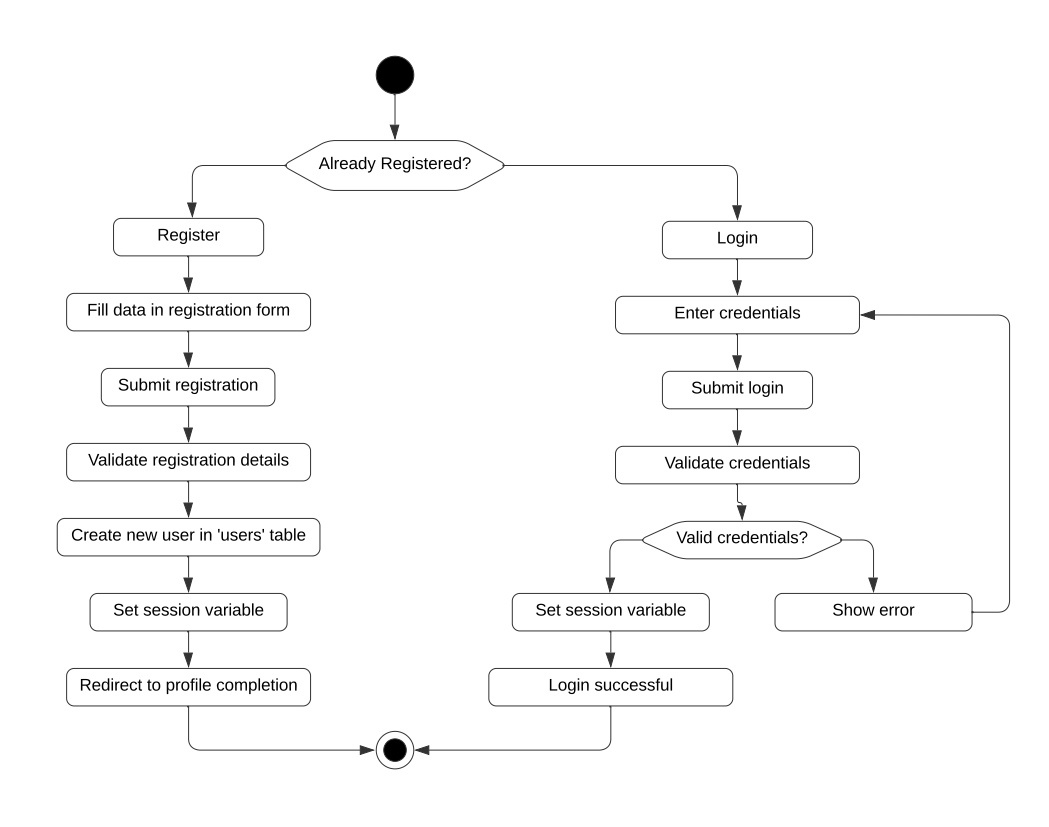 Already Registered?
Register
Fill data in registration form
Submit registration
Validate registration details
Create new user in 'users' table
Set session variable
Redirect to profile completion
Login
Enter credentials
Submit login
Validate credentials
Valid credentials?
Set session variable
Login successful
Show error